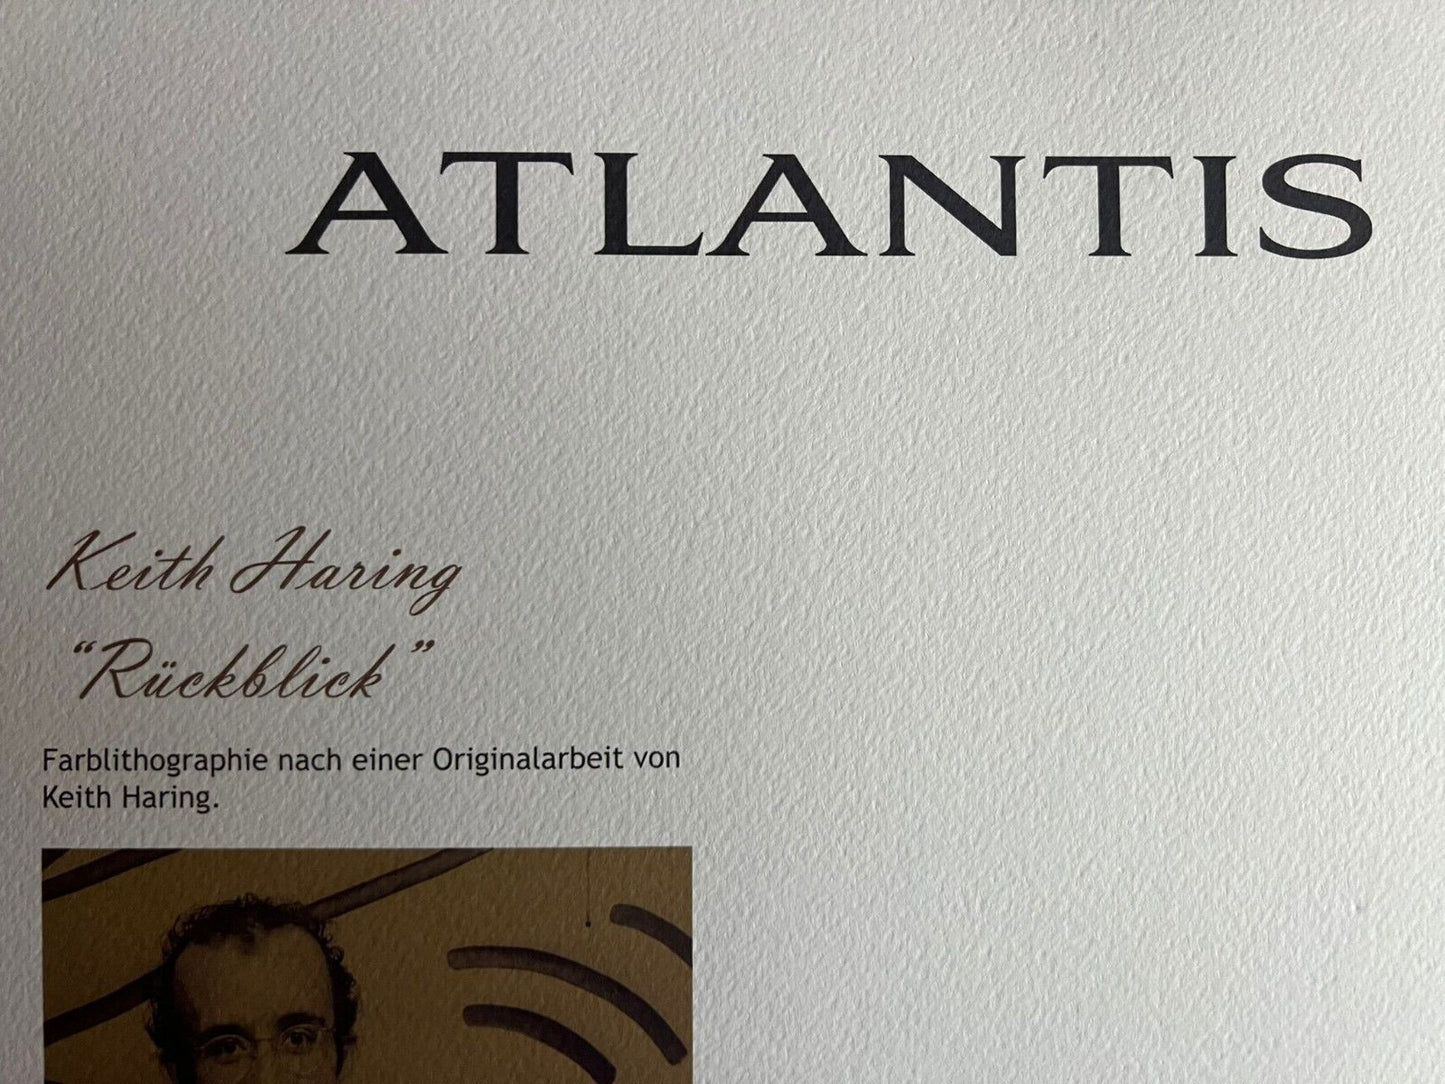 ATLANTIS
Keith Haring
“Rückblick”
Farblithographie nach einer Originalarbeit von
Keith Haring.